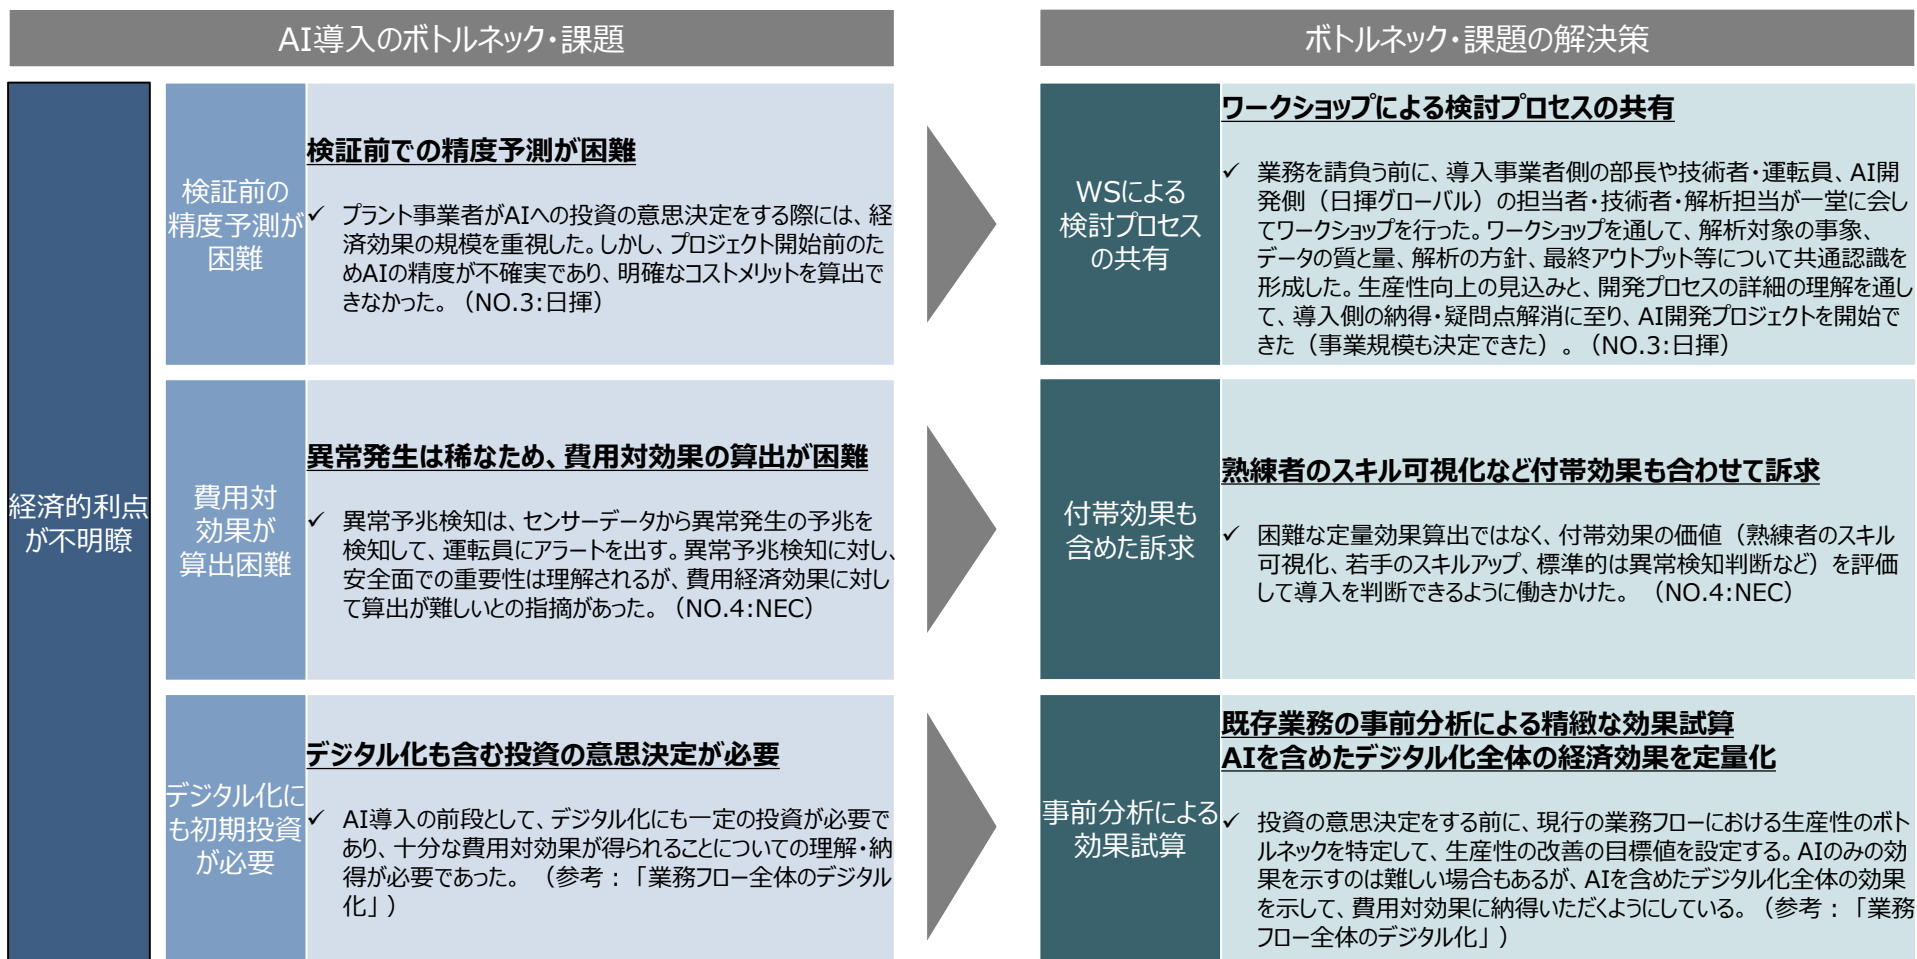 AI導入のボトルネック・課題
ボトルネック・課題の解決策
経済的利点
が不明瞭
検証前の
精度予測が
困難
検証前での精度予測が困難
✓ プラント事業者がAIへの投資の意思決定をする際には、経
済効果の規模を重視した。しかし、プロジェクト開始前のた
めAIの精度が不確実であり、明確なコストメリットを算出で
きなかった。（NO.3:日揮）
WSによる
検討プロセス
の共有
ワークショップによる検討プロセスの共有
✓ 業務を請負う前に、導入事業者側の部長や技術者・運転員、AI開
発側（日揮グローバル）の担当者・技術者・解析担当が一堂に会し
てワークショップを行った。ワークショップを通して、解析対象の事象、
データの質と量、解析の方針、最終アウトプット等について共通認識を
形成した。生産性向上の見込みと、開発プロセスの詳細の理解を通し
て、導入側の納得・疑問点解消に至り、AI開発プロジェクトを開始で
きた（事業規模も決定できた）。（NO.3:日揮）
費用対
効果が
算出困難
異常発生は稀なため、費用対効果の算出が困難
✓ 異常予兆検知は、センサーデータから異常発生の予兆を
検知して、運転員にアラートを出す。異常予兆検知に対し、
安全面での重要性は理解されるが、費用経済効果に対し
て算出が難しいとの指摘があった。（NO.4:NEC）
付帯効果も
含めた訴求
熟練者のスキル可視化など付帯効果も合わせて訴求
✓ 困難な定量効果算出ではなく、付帯効果の価値（熟練者のスキル
可視化、若手のスキルアップ、標準的は異常検知判断など）を評価
して導入を判断できるように働きかけた。（NO.4:NEC）
デジタル化に
も初期投資
が必要
デジタル化も含む投資の意思決定が必要
✓ AI導入の前段として、デジタル化にも一定の投資が必要で
あり、十分な費用対効果が得られることについての理解・納
得が必要であった。（参考：「業務フロー全体のデジタル
化」）
事前分析による
効果試算
既存業務の事前分析による精緻な効果試算
AIを含めたデジタル化全体の経済効果を定量化
✓ 投資の意思決定をする前に、現行の業務フローにおける生産性のボト
ルネックを特定して、生産性の改善の目標値を設定する。AIのみの効
果を示すのは難しい場合もあるが、AIを含めたデジタル化全体の効果
を示して、費用対効果に納得いただくようにしている。（参考：「業務
フロー全体のデジタル化」）